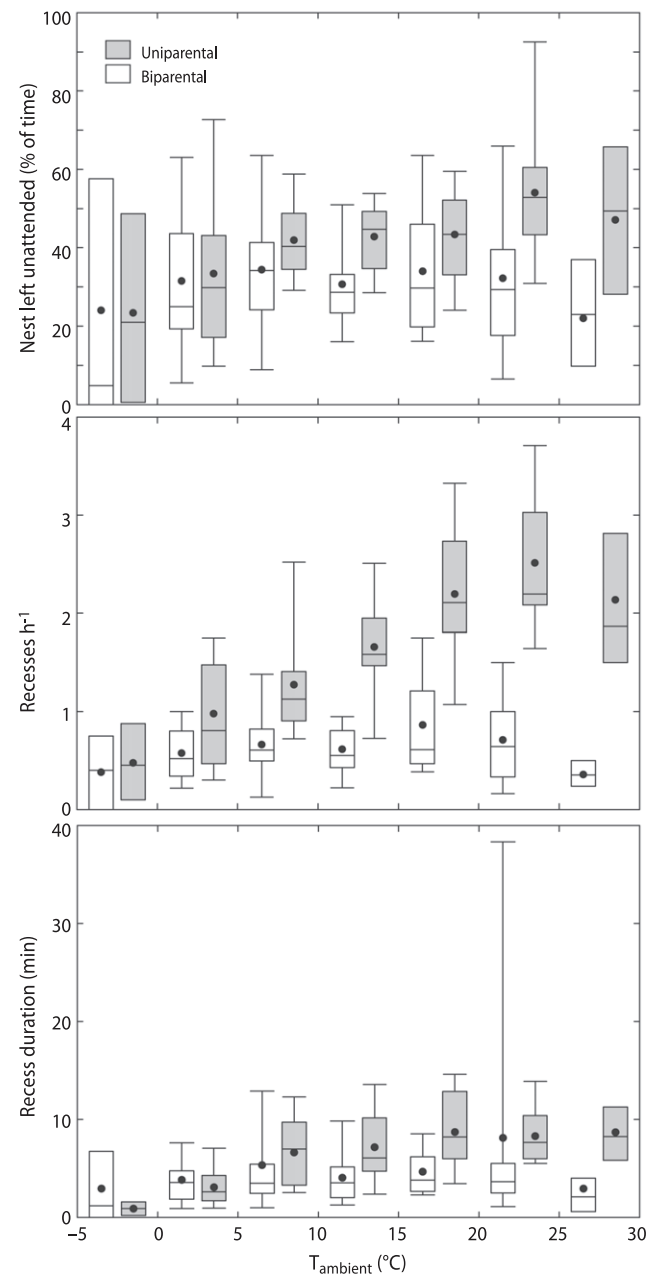 100
80
60
40
20
0
Nest left unattended (% of time)
Uniparental
Biparental
4
3
2
1
0
Recesses h⁻¹
40
30
20
10
0
Recess duration (min)
−5 0 5 10 15 20 25 30
Tambient (°C)